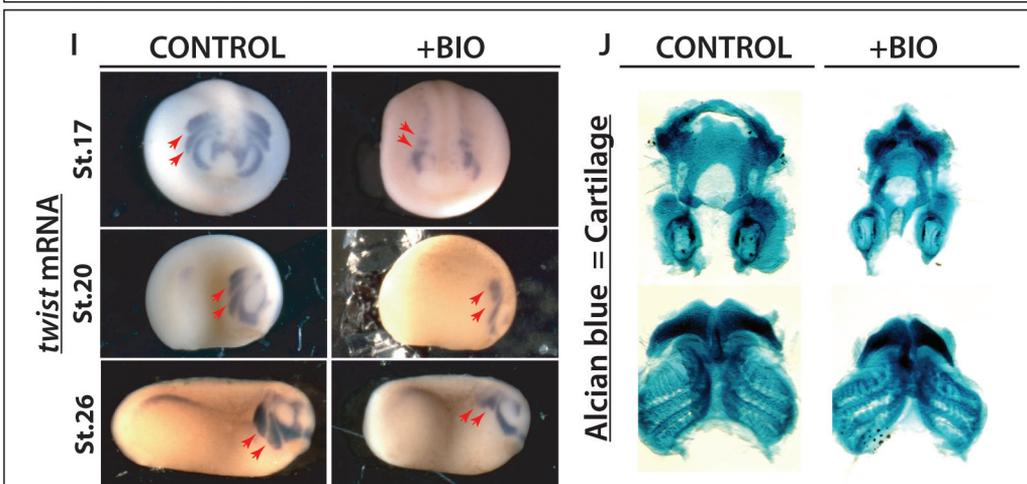 I
CONTROL
+BIO
J
CONTROL
+BIO
twist mRNA
St.17
St.20
St.26
Alcian blue = Cartilage